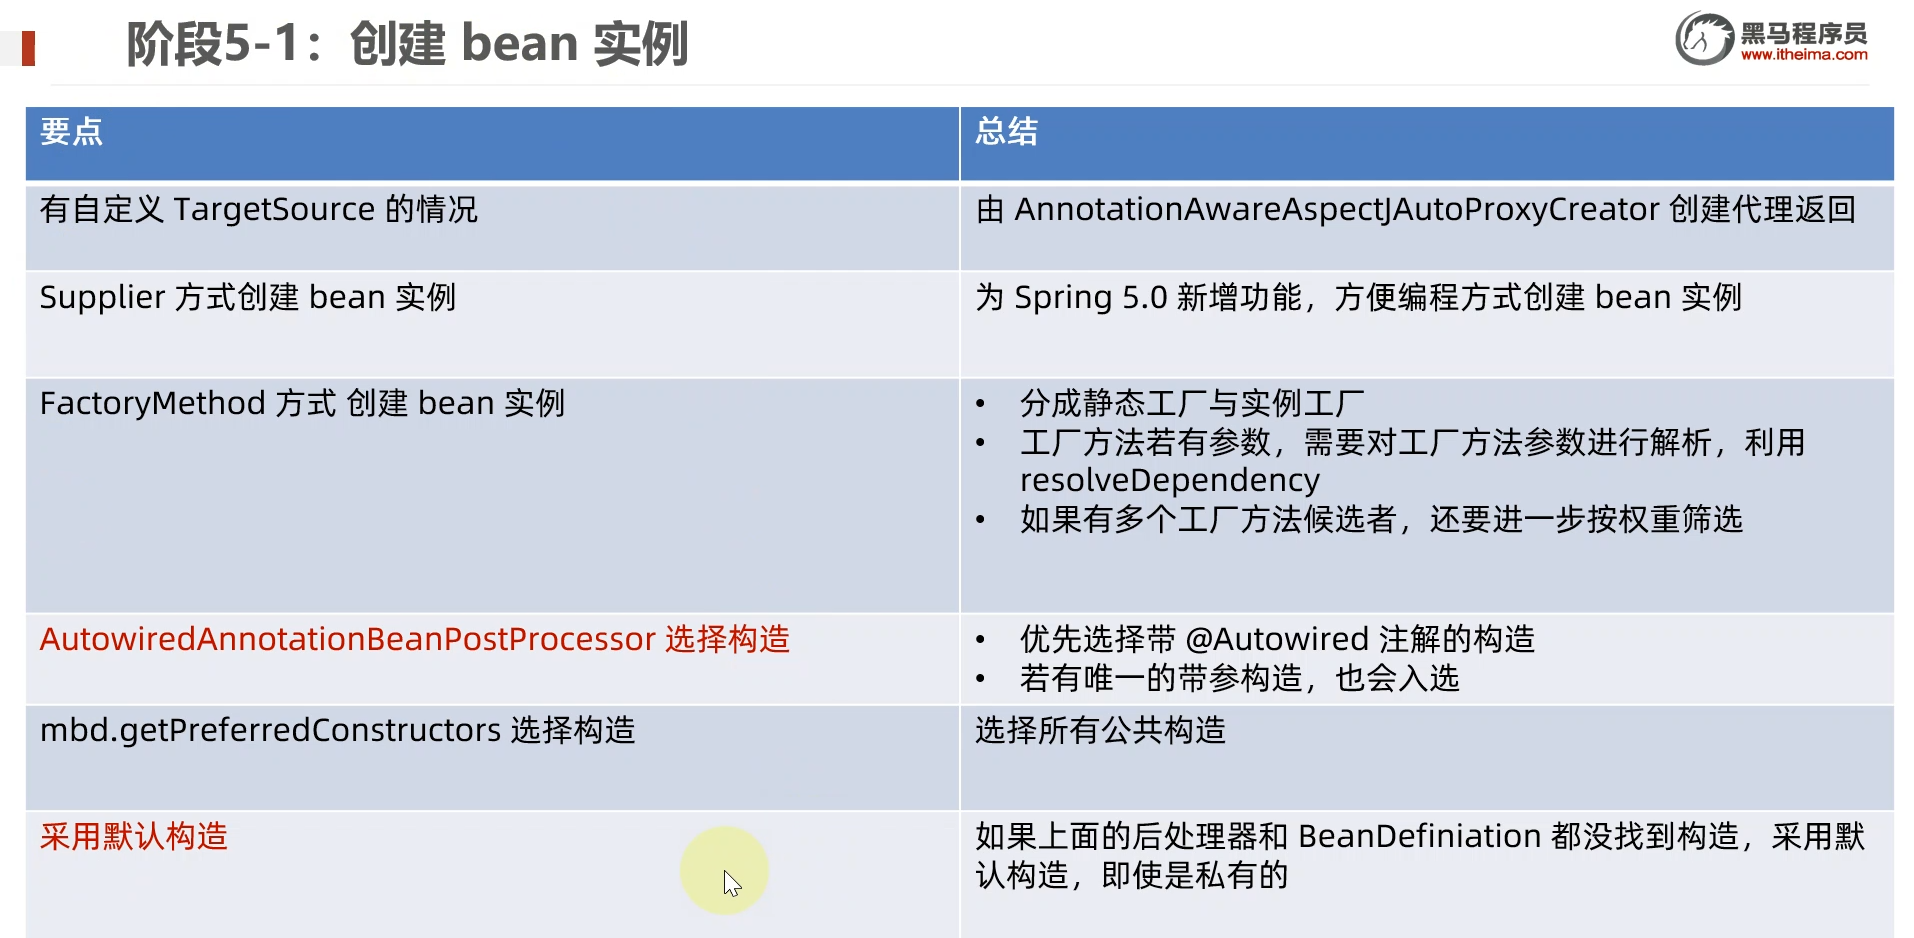 阶段5-1：创建 bean 实例
黑马程序员
www.itheima.com
要点
总结
有自定义 TargetSource 的情况
由 AnnotationAwareAspectJAutoProxyCreator 创建代理返回
Supplier 方式创建 bean 实例
为 Spring 5.0 新增功能，方便编程方式创建 bean 实例
FactoryMethod 方式 创建 bean 实例
• 分成静态工厂与实例工厂
• 工厂方法若有参数，需要对工厂方法参数进行解析，利用
resolveDependency
• 如果有多个工厂方法候选者，还要进一步按权重筛选
AutowiredAnnotationBeanPostProcessor 选择构造
• 优先选择带 @Autowired 注解的构造
• 若有唯一的带参构造，也会入选
mbd.getPreferredConstructors 选择构造
选择所有公共构造
采用默认构造
如果上面的后处理器和 BeanDefiniation 都没找到构造，采用默
认构造，即使是私有的